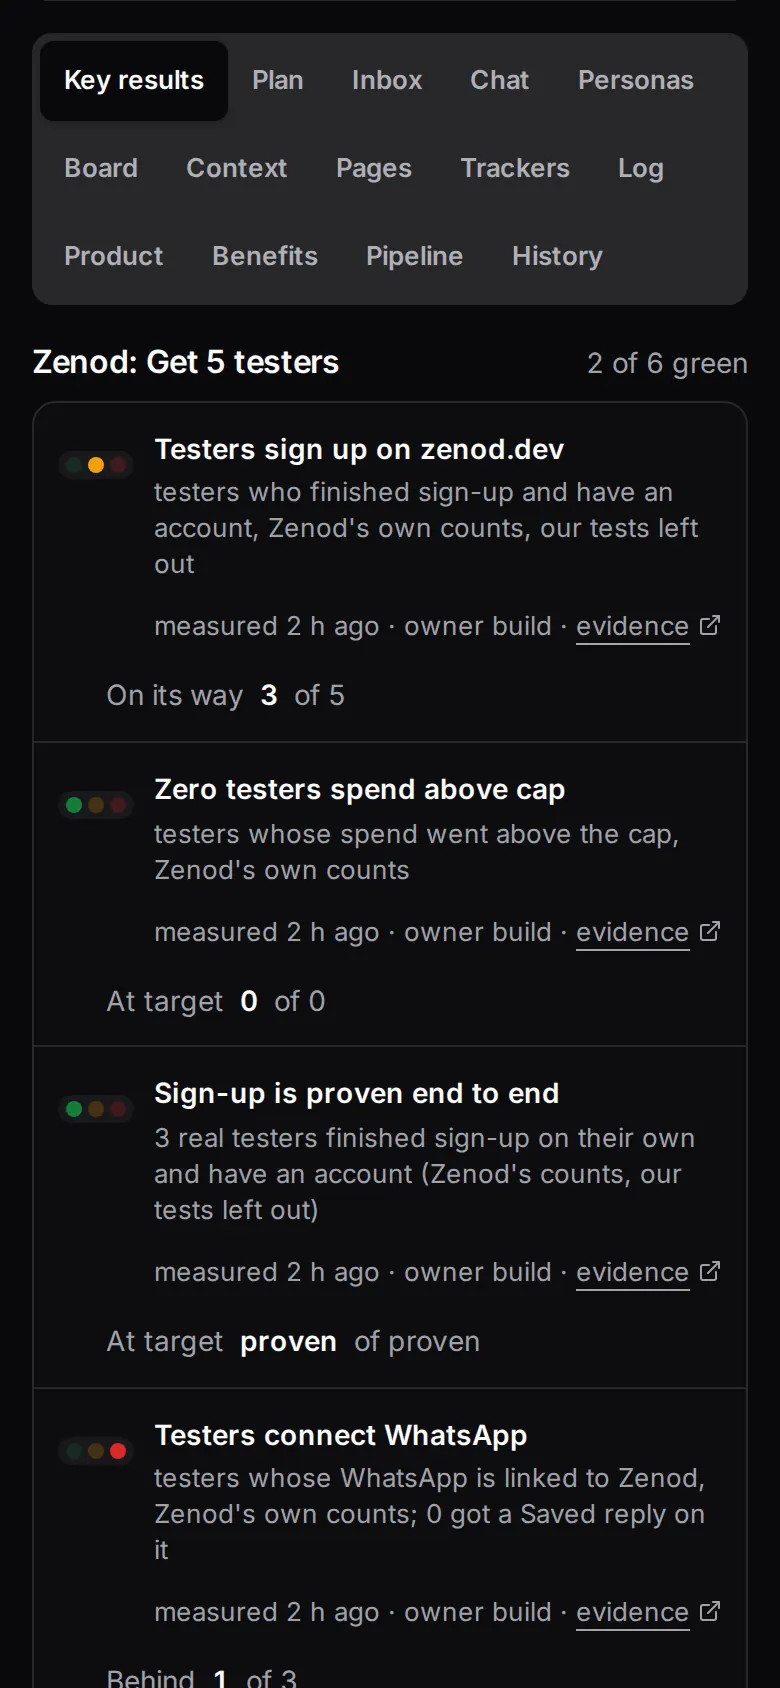 Key results Plan Inbox Chat Personas
Board Context Pages Trackers Log
Product Benefits Pipeline History
Zenod: Get 5 testers 2 of 6 green
Testers sign up on zenod.dev
testers who finished sign-up and have an
account, Zenod's own counts, our tests left
out
measured 2 h ago · owner build · evidence
On its way 3 of 5
Zero testers spend above cap
testers whose spend went above the cap,
Zenod's own counts
measured 2 h ago · owner build · evidence
At target 0 of 0
Sign-up is proven end to end
3 real testers finished sign-up on their own
and have an account (Zenod's counts, our
tests left out)
measured 2 h ago · owner build · evidence
At target proven of proven
Testers connect WhatsApp
testers whose WhatsApp is linked to Zenod,
Zenod's own counts; 0 got a Saved reply on
it
measured 2 h ago · owner build · evidence
Behind 1 of 3